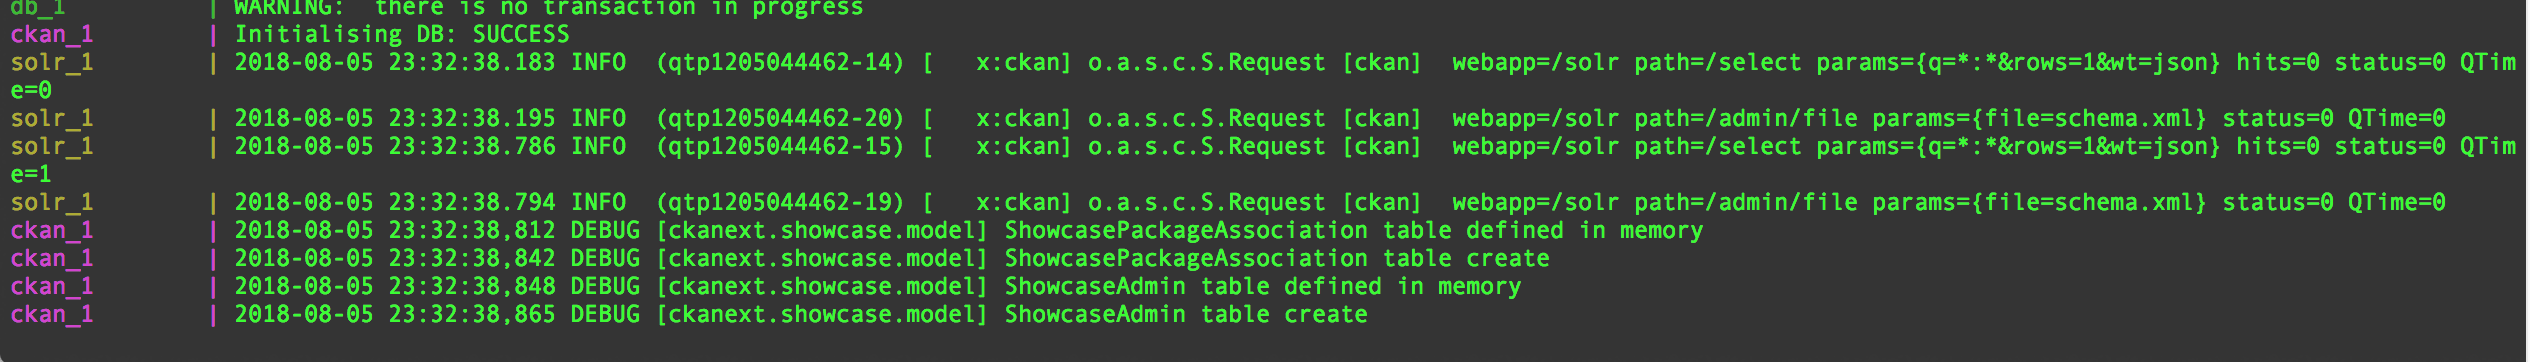 db_1 | WARNING:  there is no transaction in progress
ckan_1 | Initialising DB: SUCCESS
solr_1 | 2018-08-05 23:32:38.183 INFO  (qtp1205044462-14) [   x:ckan] o.a.s.c.S.Request [ckan]  webapp=/solr path=/select params={q=*:*&rows=1&wt=json} hits=0 status=0 QTim
e=0
solr_1 | 2018-08-05 23:32:38.195 INFO  (qtp1205044462-20) [   x:ckan] o.a.s.c.S.Request [ckan]  webapp=/solr path=/admin/file params={file=schema.xml} status=0 QTime=0
solr_1 | 2018-08-05 23:32:38.786 INFO  (qtp1205044462-15) [   x:ckan] o.a.s.c.S.Request [ckan]  webapp=/solr path=/select params={q=*:*&rows=1&wt=json} hits=0 status=0 QTim
e=1
solr_1 | 2018-08-05 23:32:38.794 INFO  (qtp1205044462-19) [   x:ckan] o.a.s.c.S.Request [ckan]  webapp=/solr path=/admin/file params={file=schema.xml} status=0 QTime=0
ckan_1 | 2018-08-05 23:32:38,812 DEBUG [ckanext.showcase.model] ShowcasePackageAssociation table defined in memory
ckan_1 | 2018-08-05 23:32:38,842 DEBUG [ckanext.showcase.model] ShowcasePackageAssociation table create
ckan_1 | 2018-08-05 23:32:38,848 DEBUG [ckanext.showcase.model] ShowcaseAdmin table defined in memory
ckan_1 | 2018-08-05 23:32:38,865 DEBUG [ckanext.showcase.model] ShowcaseAdmin table create